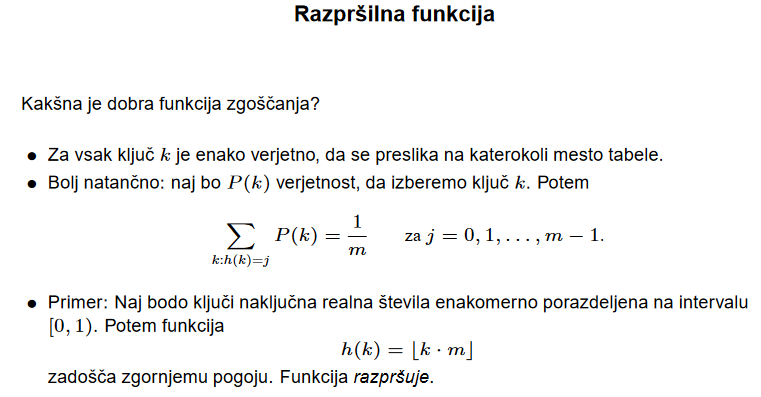 Razpršilna funkcija
Kakšna je dobra funkcija zgoščanja?
● Za vsak ključ k je enako verjetno, da se preslika na katerokoli mesto tabele.
● Bolj natančno: naj bo P(k) verjetnost, da izberemo ključ k. Potem
∑_{k:h(k)=j} P(k) = 1/m za j = 0, 1, . . . , m − 1.
● Primer: Naj bodo ključi naključna realna števila enakomerno porazdeljena na intervalu
[0, 1). Potem funkcija
h(k) = ⌊k · m⌋
zadošča zgornjemu pogoju. Funkcija razpršuje.